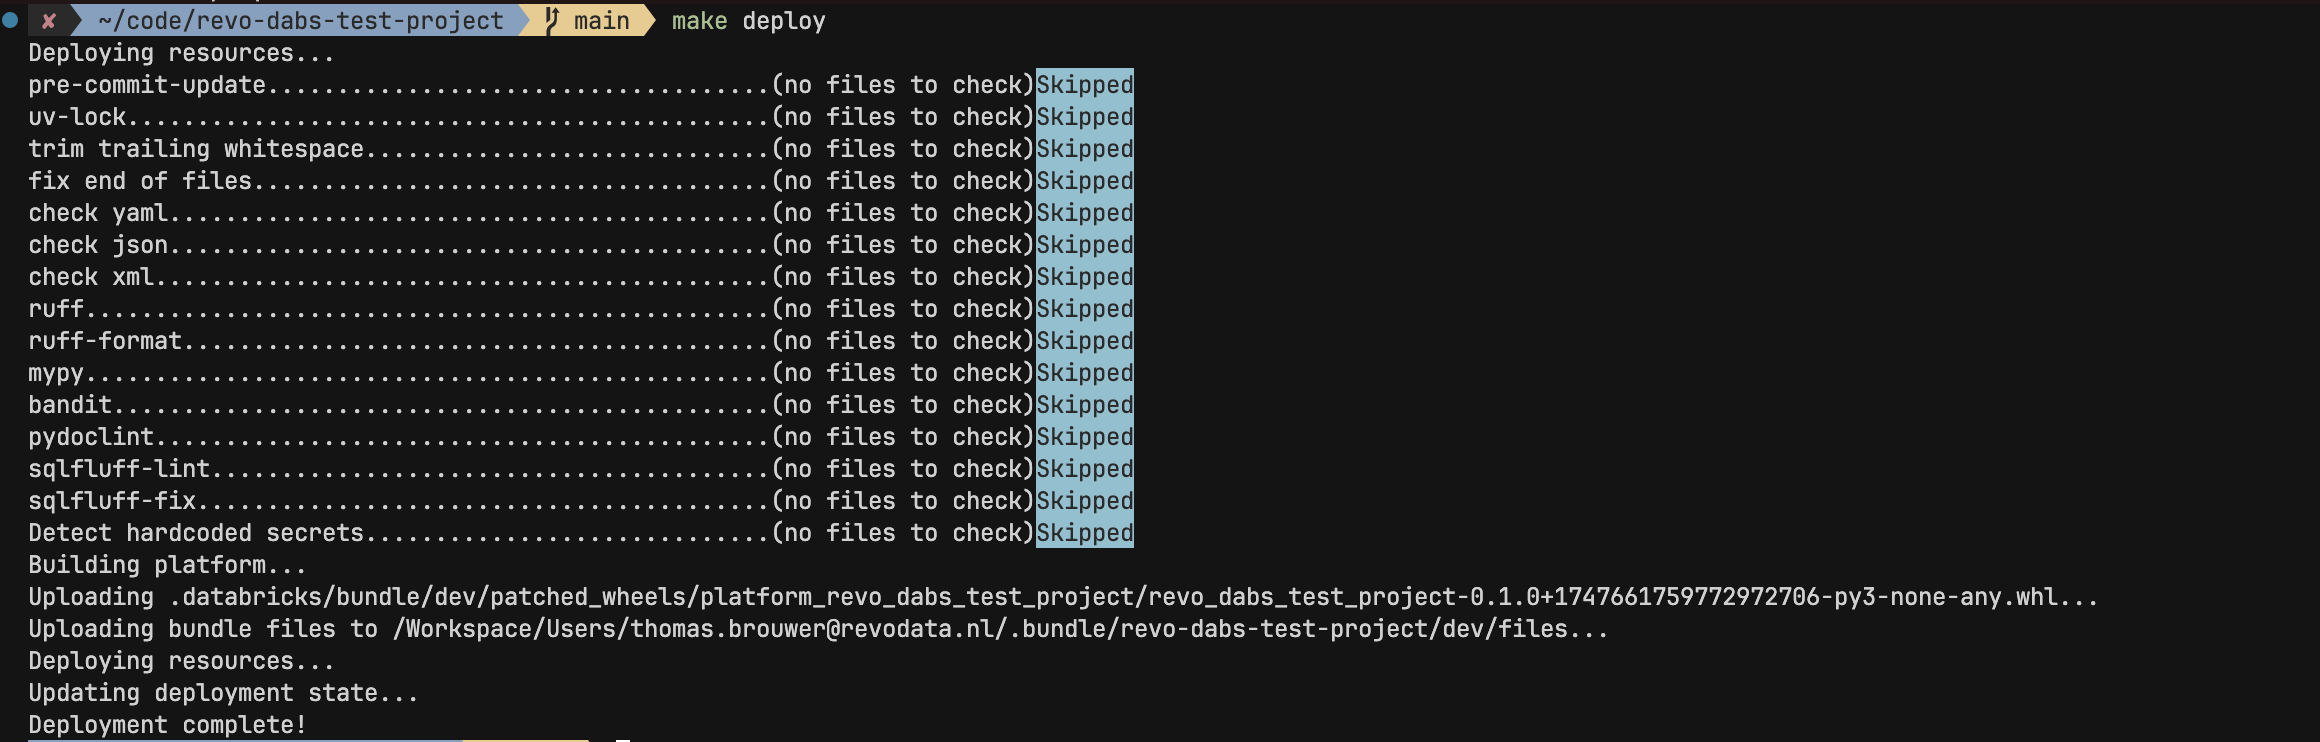 ✘ ~/code/revo-dabs-test-project main make deploy
Deploying resources...
pre-commit-update....................................(no files to check)Skipped
uv-lock..............................................(no files to check)Skipped
trim trailing whitespace.............................(no files to check)Skipped
fix end of files.....................................(no files to check)Skipped
check yaml...........................................(no files to check)Skipped
check json...........................................(no files to check)Skipped
check xml............................................(no files to check)Skipped
ruff.................................................(no files to check)Skipped
ruff-format..........................................(no files to check)Skipped
mypy.................................................(no files to check)Skipped
bandit...............................................(no files to check)Skipped
pydoclint............................................(no files to check)Skipped
sqlfluff-lint........................................(no files to check)Skipped
sqlfluff-fix.........................................(no files to check)Skipped
Detect hardcoded secrets.............................(no files to check)Skipped
Building platform...
Uploading .databricks/bundle/dev/patched_wheels/platform_revo_dabs_test_project/revo_dabs_test_project-0.1.0+1747661759772972706-py3-none-any.whl...
Uploading bundle files to /Workspace/Users/thomas.brouwer@revodata.nl/.bundle/revo-dabs-test-project/dev/files...
Deploying resources...
Updating deployment state...
Deployment complete!